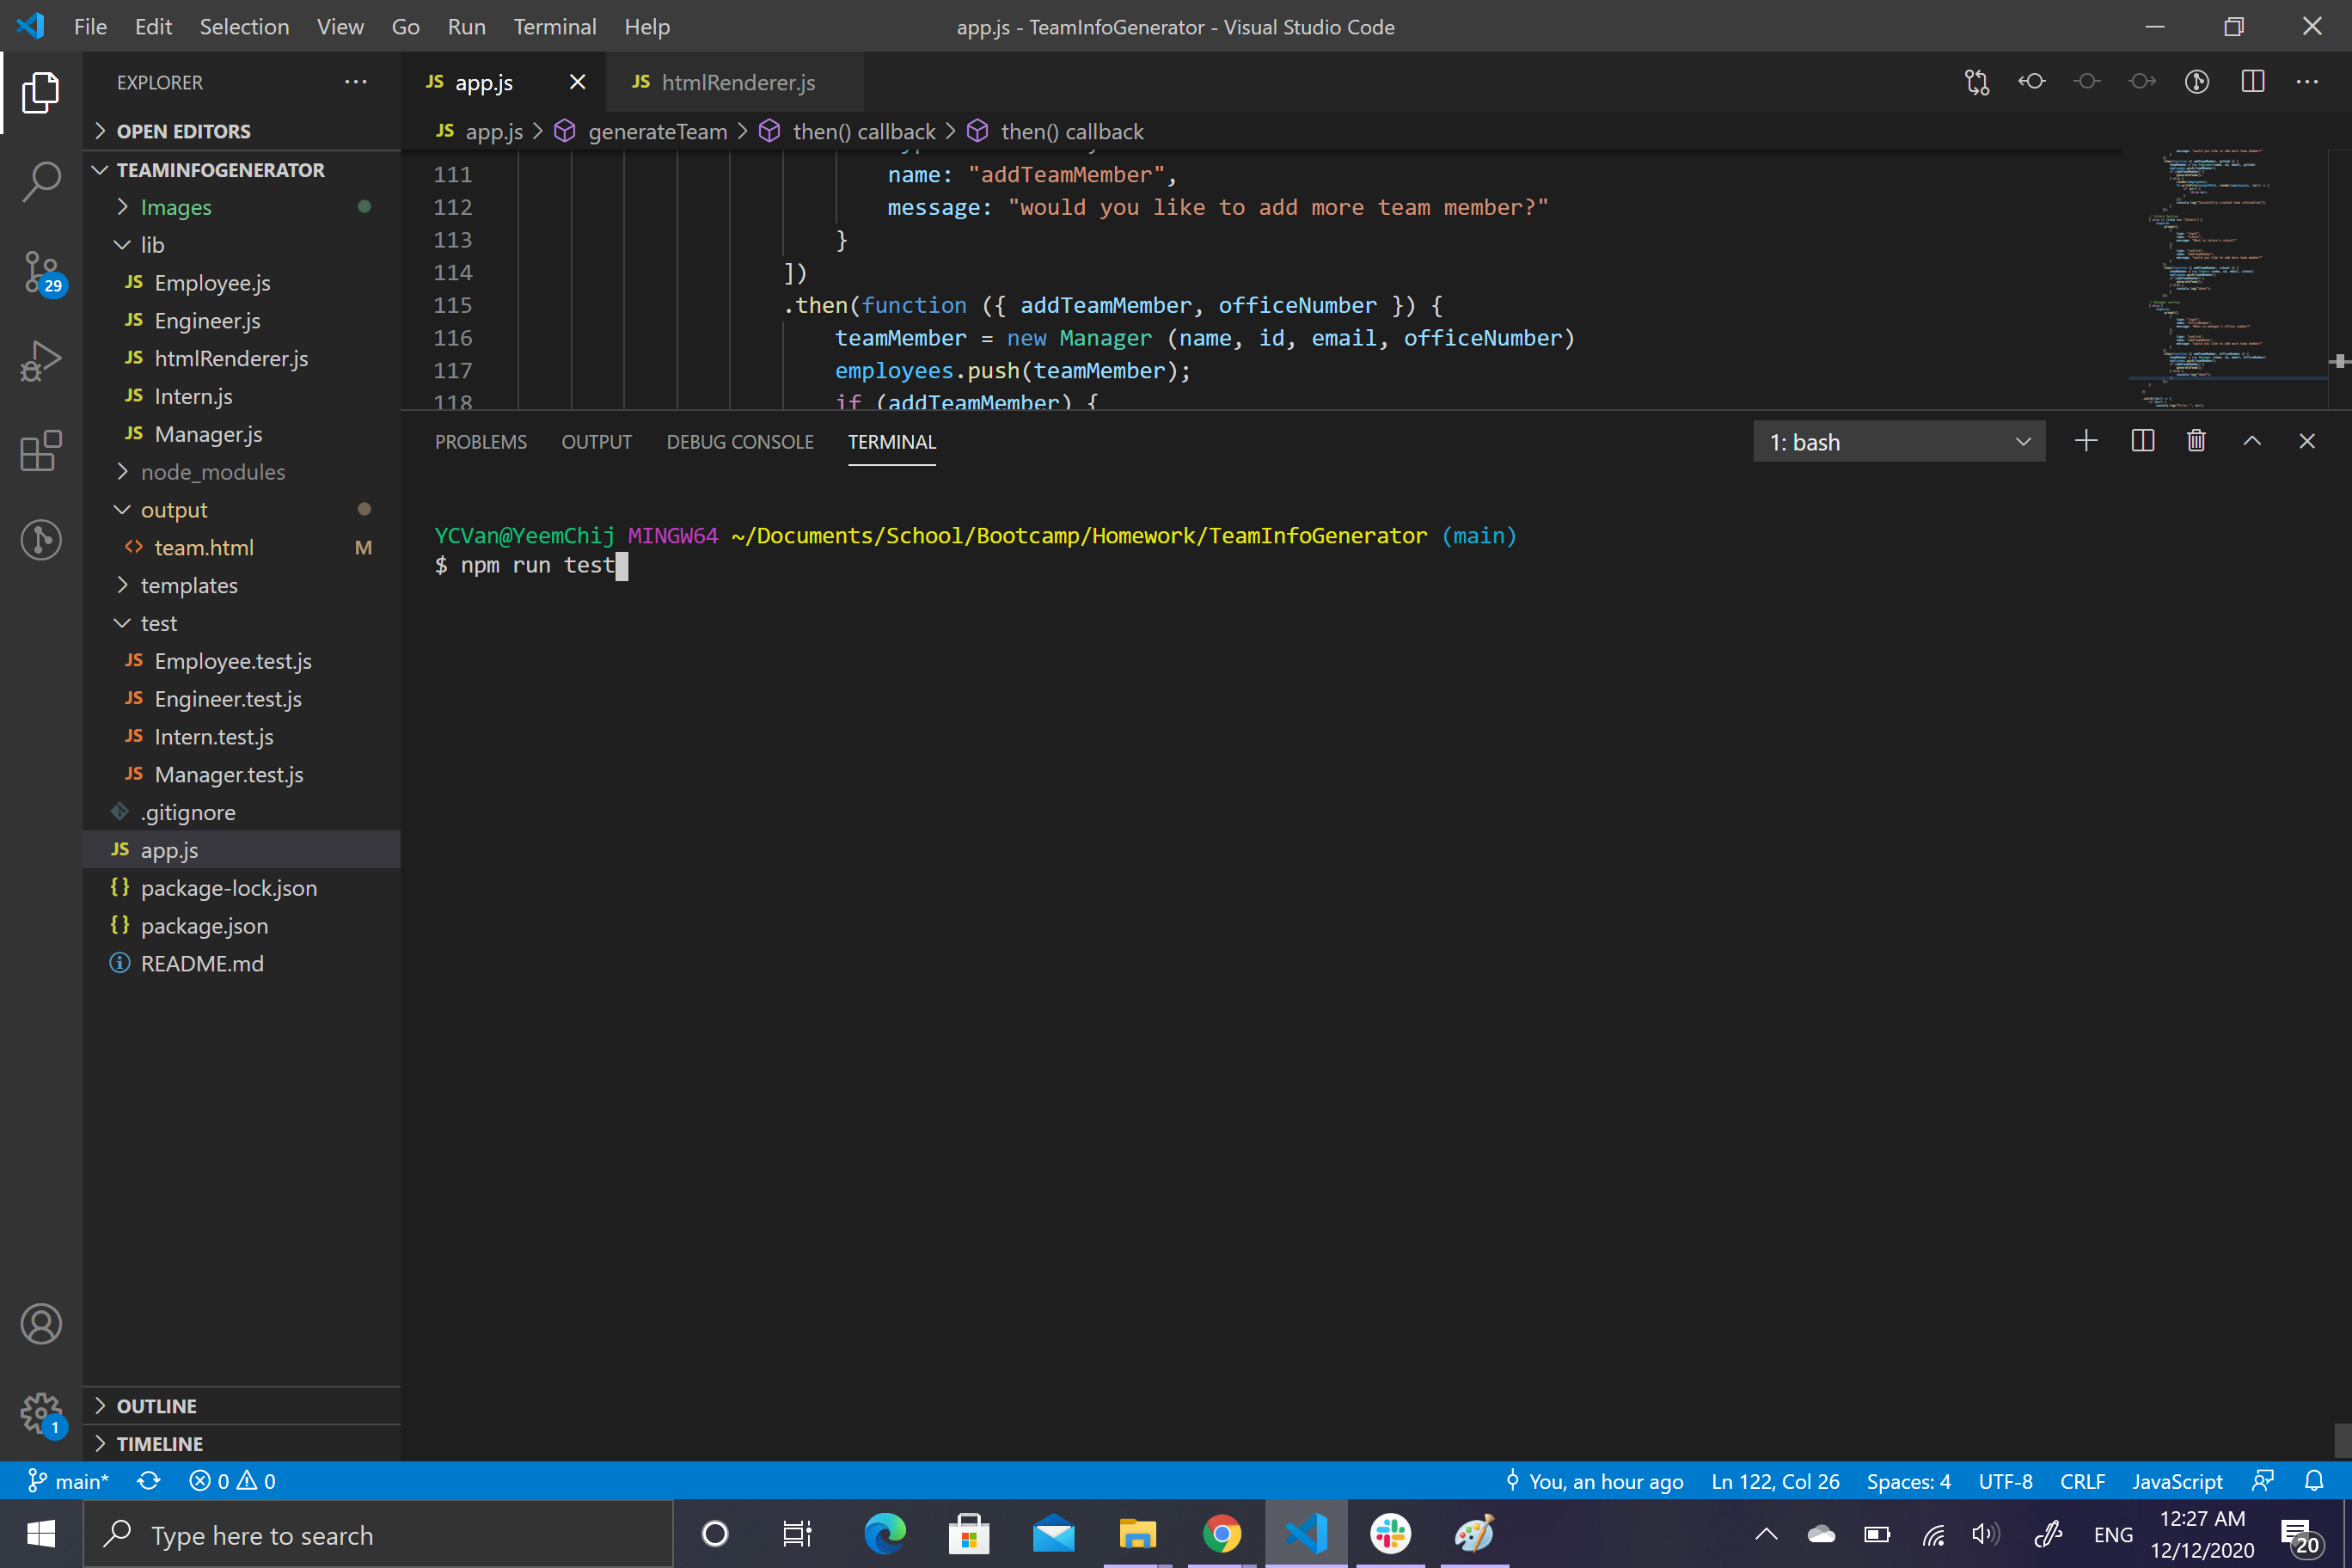 File Edit Selection View Go Run Terminal Help
app.js - TeamInfoGenerator - Visual Studio Code
EXPLORER
OPEN EDITORS
TEAMINFOGENERATOR
Images
lib
JS Employee.js
JS Engineer.js
JS htmlRenderer.js
JS Intern.js
JS Manager.js
node_modules
output
<> team.html M
templates
test
JS Employee.test.js
JS Engineer.test.js
JS Intern.test.js
JS Manager.test.js
.gitignore
JS app.js
{} package-lock.json
{} package.json
README.md
OUTLINE
TIMELINE
29
1
JS app.js
JS htmlRenderer.js
JS app.js > generateTeam > then() callback > then() callback
111 name: "addTeamMember",
112 message: "would you like to add more team member?"
113 }
114 ])
115 .then(function ({ addTeamMember, officeNumber }) {
116 teamMember = new Manager (name, id, email, officeNumber)
117 employees.push(teamMember);
118 if (addTeamMember) {
PROBLEMS OUTPUT DEBUG CONSOLE TERMINAL
1: bash
YCVan@YeemChij MINGW64 ~/Documents/School/Bootcamp/Homework/TeamInfoGenerator (main)
$ npm run test
main* 0 0
You, an hour ago Ln 122, Col 26 Spaces: 4 UTF-8 CRLF JavaScript
Type here to search
ENG
12:27 AM
12/12/2020
20